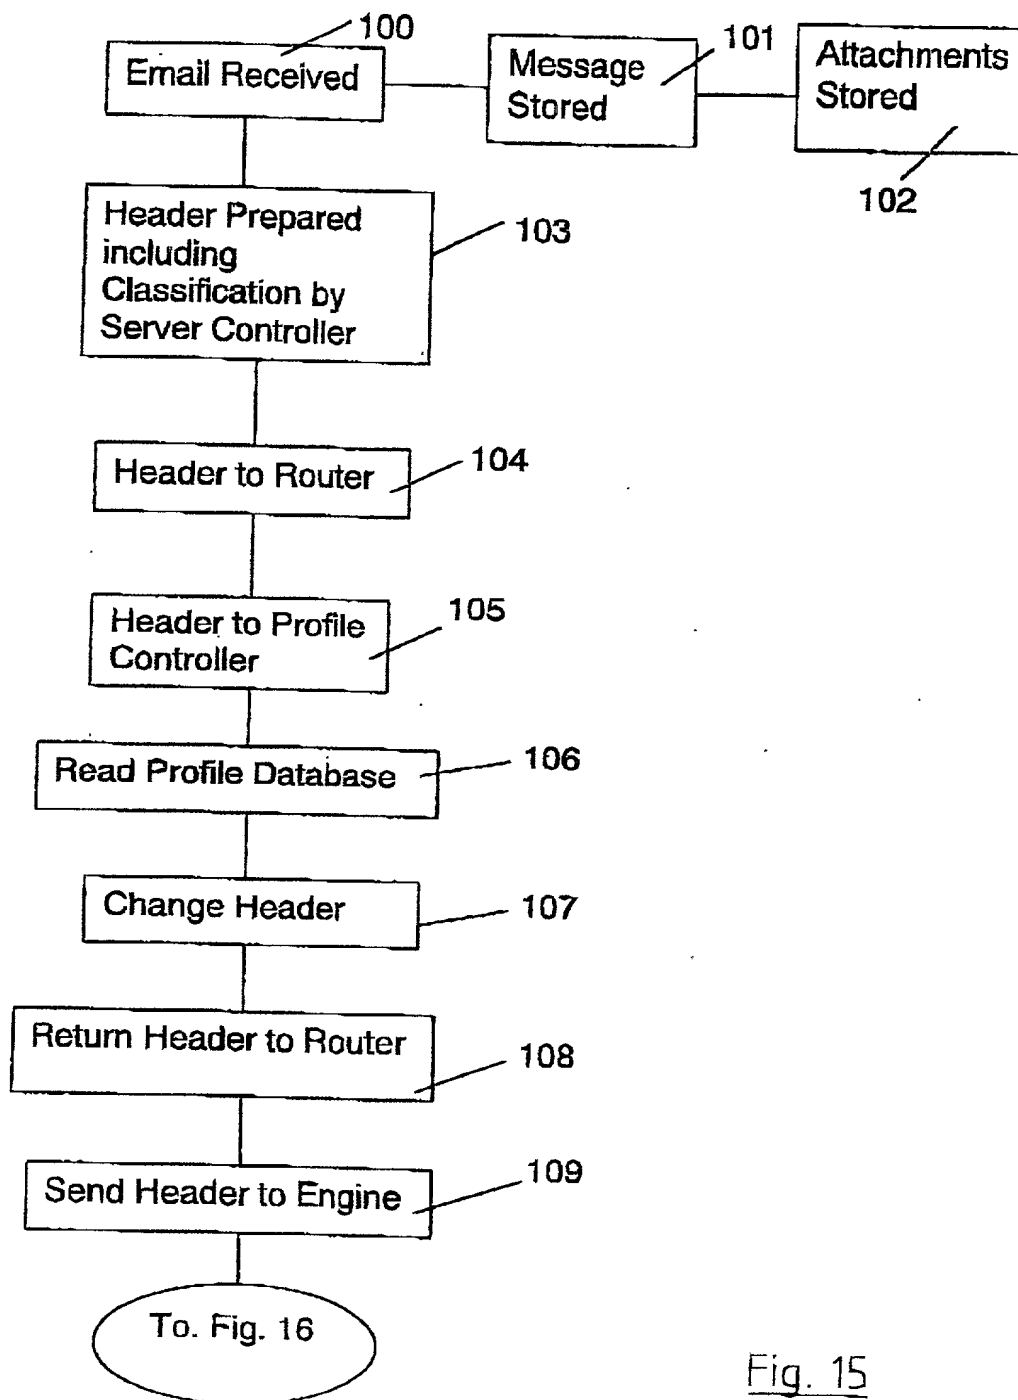 100
Email Received
Message
Stored
101
Attachments
Stored
102
Header Prepared
including
Classification by
Server Controller
103
Header to Router
104
Header to Profile
Controller
105
Read Profile Database
106
Change Header
107
Return Header to Router
108
Send Header to Engine
109
To. Fig. 16
Fig. 15